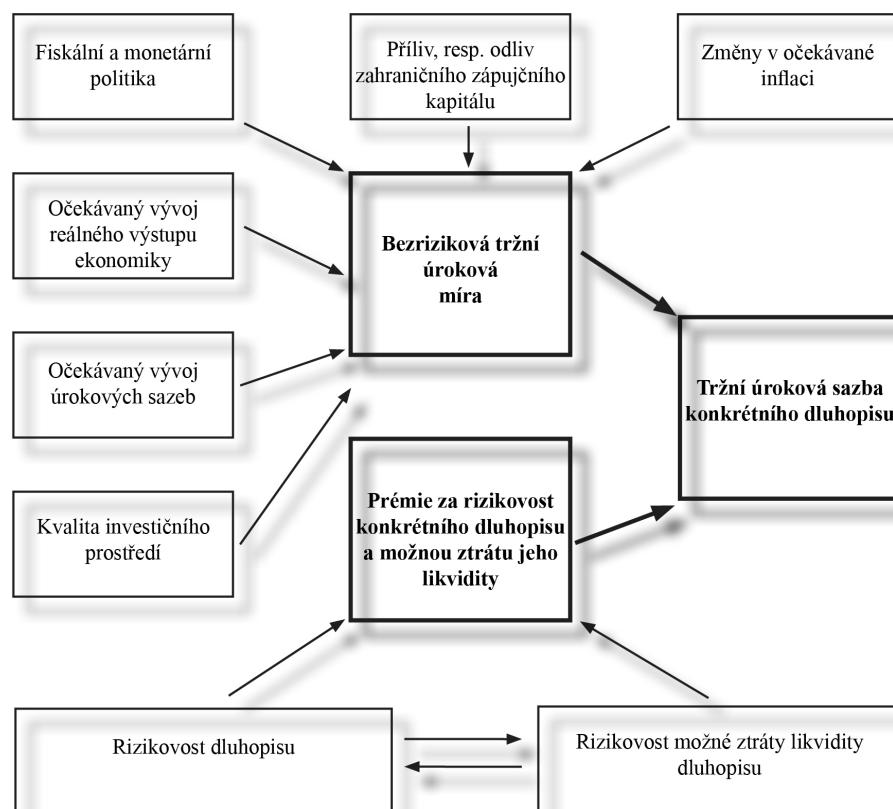 Fiskální a monetární
politika
Příliv, resp. odliv
zahraničního zápujčního
kapitálu
Změny v očekávané
inflaci
Očekávaný vývoj
reálného výstupu
ekonomiky
Bezriziková tržní
úroková
míra
Očekávaný vývoj
úrokových sazeb
Tržní úroková sazba
konkrétního dluhopisu
Kvalita investičního
prostředí
Prémie za rizikovost
konkrétního dluhopisu
a možnou ztrátu jeho
likvidity
Rizikovost dluhopisu
Rizikovost možné ztráty likvidity
dluhopisu